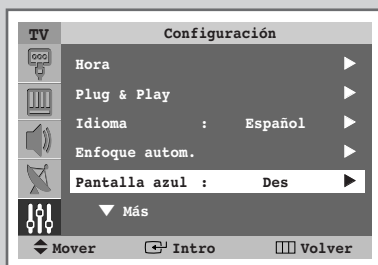 TV Configuración
Hora
Plug & Play
Idioma : Español
Enfoque autom.
Pantalla azul : Des
Más
Mover Intro Volver